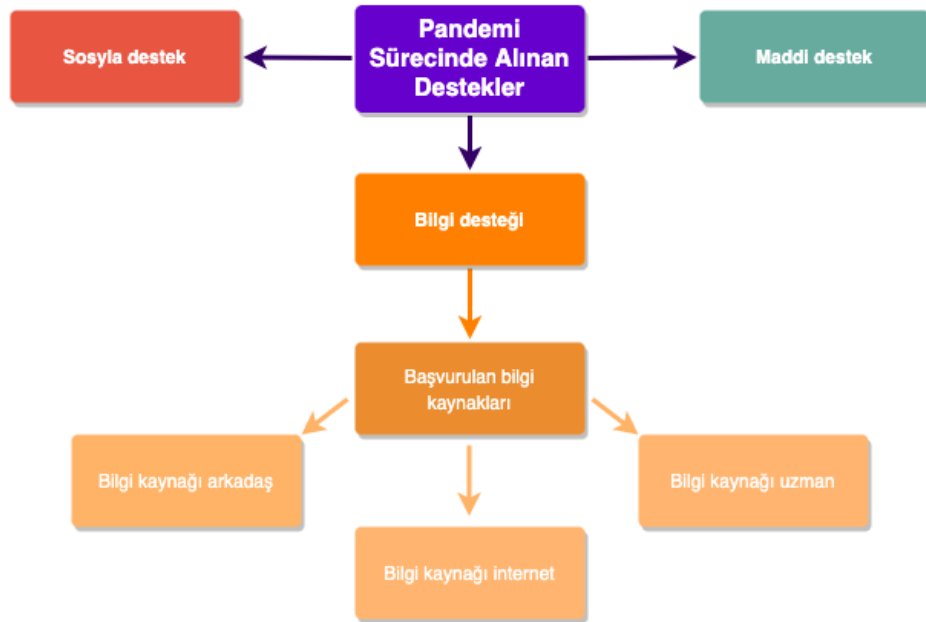 Sosyla destek
Pandemi
Sürecinde Alınan
Destekler
Maddi destek
Bilgi desteği
Başvurulan bilgi
kaynakları
Bilgi kaynağı arkadaş
Bilgi kaynağı uzman
Bilgi kaynağı internet